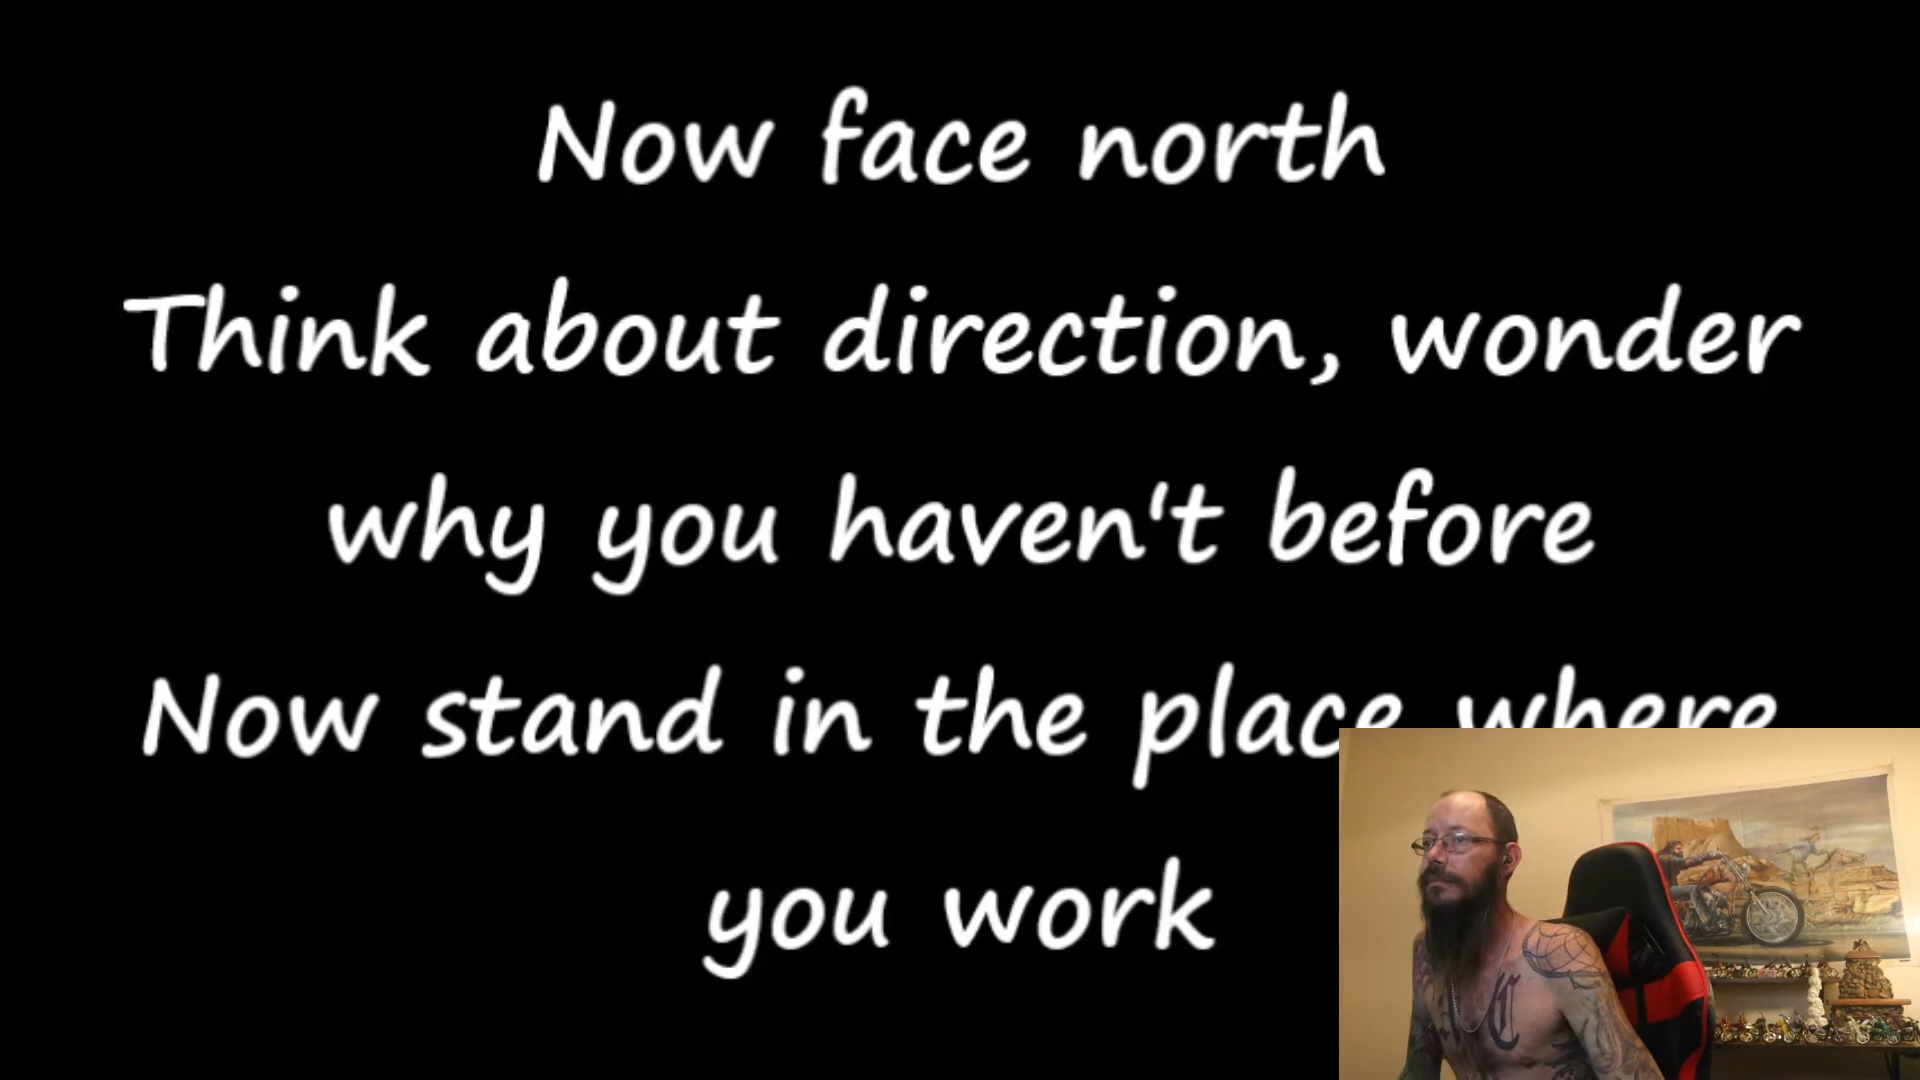 Now face north
Think about direction, wonder
why you haven't before
Now stand in the place where
you work